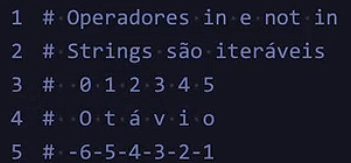 1 # Operadores in e not in
2 # Strings são iteráveis
3 #  0 1 2 3 4 5
4 #  O t á v i o
5 # -6-5-4-3-2-1